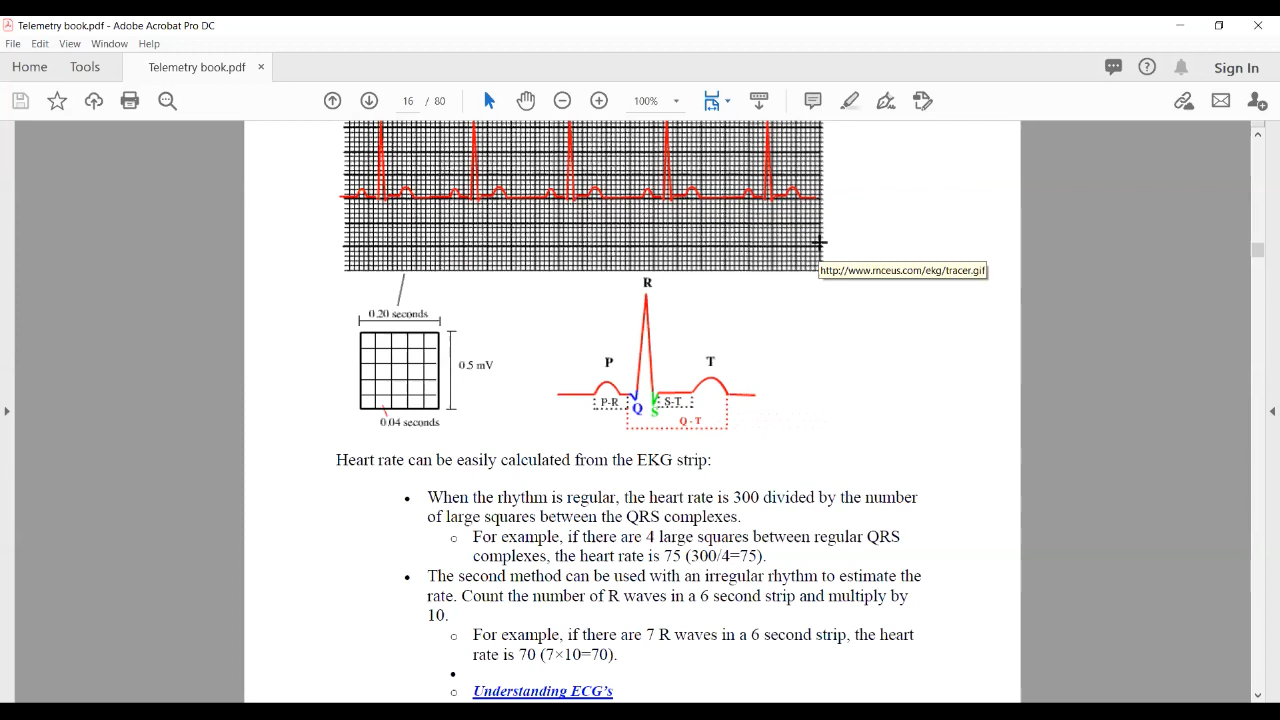 Telemetry book.pdf - Adobe Acrobat Pro DC
File Edit View Window Help
Home Tools Telemetry book.pdf × Sign In
16 / 80 100%
http://www.mceus.com/ekg/tracer.gif
R
0.20 seconds
P T
0.5 mV
P-R Q S S-T
0.04 seconds Q - T
Heart rate can be easily calculated from the EKG strip:
• When the rhythm is regular, the heart rate is 300 divided by the number
of large squares between the QRS complexes.
o For example, if there are 4 large squares between regular QRS
complexes, the heart rate is 75 (300/4=75).
• The second method can be used with an irregular rhythm to estimate the
rate. Count the number of R waves in a 6 second strip and multiply by
10.
o For example, if there are 7 R waves in a 6 second strip, the heart
rate is 70 (7×10=70).
•
o Understanding ECG's